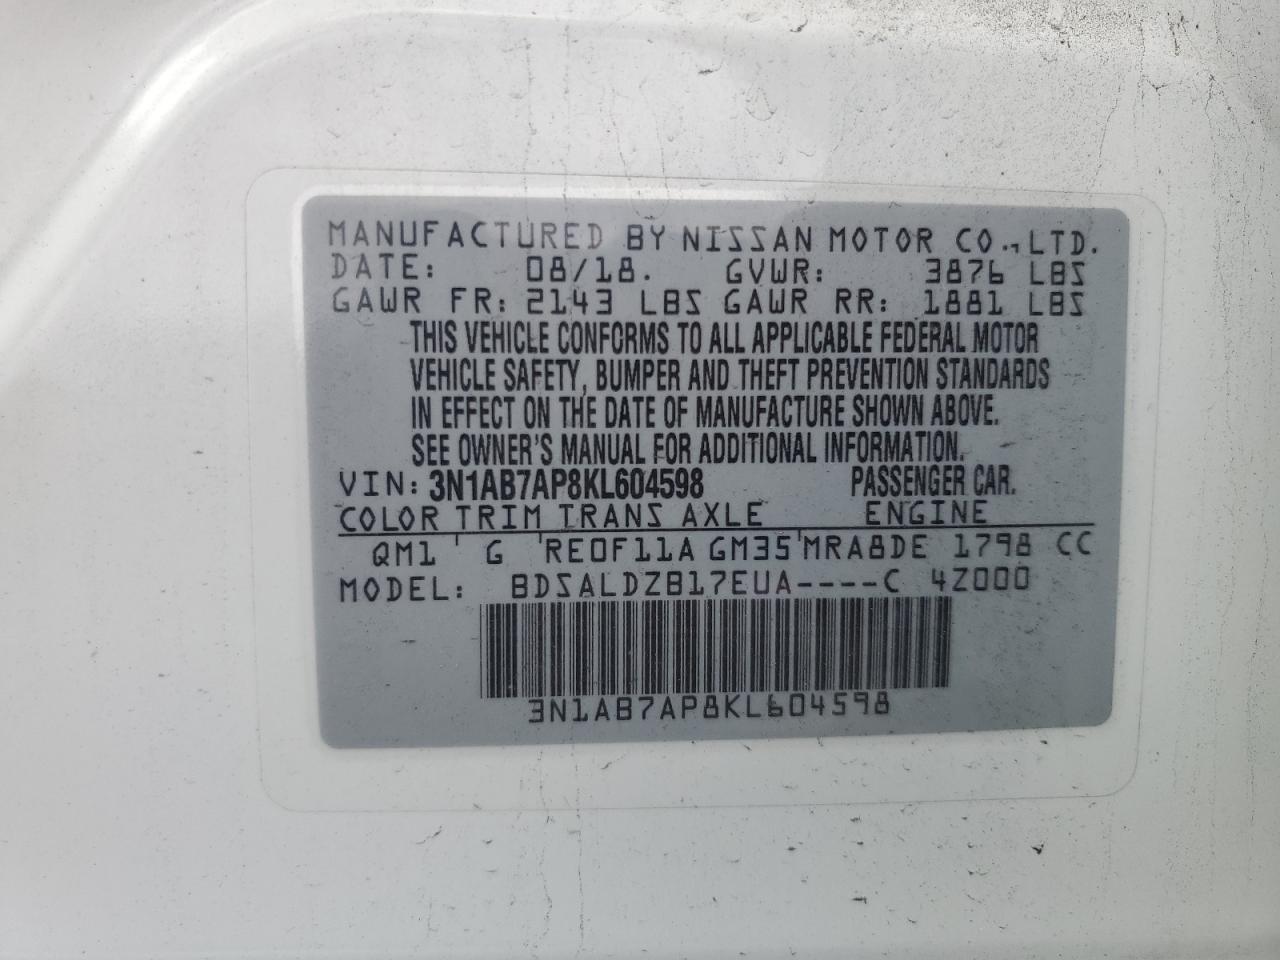 MANUFACTURED BY NISSAN MOTOR CO., LTD.
DATE: 08/18. GVWR: 3876 LBS
GAWR FR: 2143 LBS GAWR RR: 1881 LBS
THIS VEHICLE CONFORMS TO ALL APPLICABLE FEDERAL MOTOR
VEHICLE SAFETY, BUMPER AND THEFT PREVENTION STANDARDS
IN EFFECT ON THE DATE OF MANUFACTURE SHOWN ABOVE.
SEE OWNER'S MANUAL FOR ADDITIONAL INFORMATION.
VIN: 3N1AB7AP8KL604598 PASSENGER CAR.
COLOR TRIM TRANS AXLE ENGINE
QM1 ' G ' RE0F11A GM35 ' MRA8DE 1798 CC
MODEL: BDSALDZB17EUA----C 4Z000
3N1AB7AP8KL604598